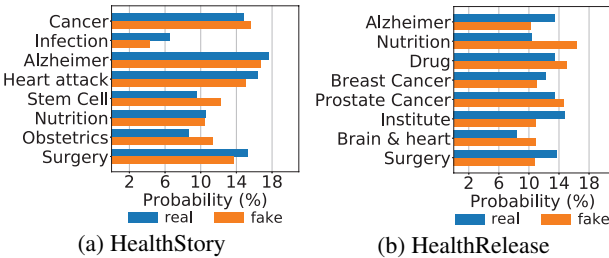 Cancer
Infection
Alzheimer
Heart attack
Stem Cell
Nutrition
Obstetrics
Surgery
2 6 10 14 18
Probability (%)
real fake
(a) HealthStory
Alzheimer
Nutrition
Drug
Breast Cancer
Prostate Cancer
Institute
Brain & heart
Surgery
2 6 10 14 18
Probability (%)
real fake
(b) HealthRelease